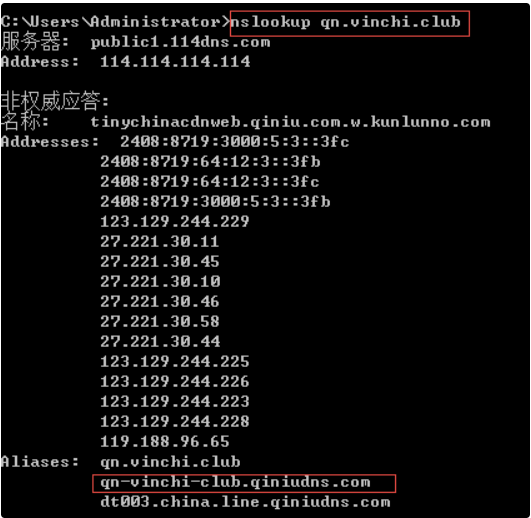 C:\Users\Administrator>nslookup qn.vinchi.club
服务器:  public1.114dns.com
Address:  114.114.114.114
非权威应答:
名称:    tinychinacdnweb.qiniu.com.w.kunlunno.com
Addresses:  2408:8719:3000:5:3::3fc
2408:8719:64:12:3::3fb
2408:8719:64:12:3::3fc
2408:8719:3000:5:3::3fb
123.129.244.229
27.221.30.11
27.221.30.45
27.221.30.10
27.221.30.46
27.221.30.58
27.221.30.44
123.129.244.225
123.129.244.226
123.129.244.223
123.129.244.228
119.188.96.65
Aliases:  qn.vinchi.club
qn-vinchi-club.qiniudns.com
dt003.china.line.qiniudns.com